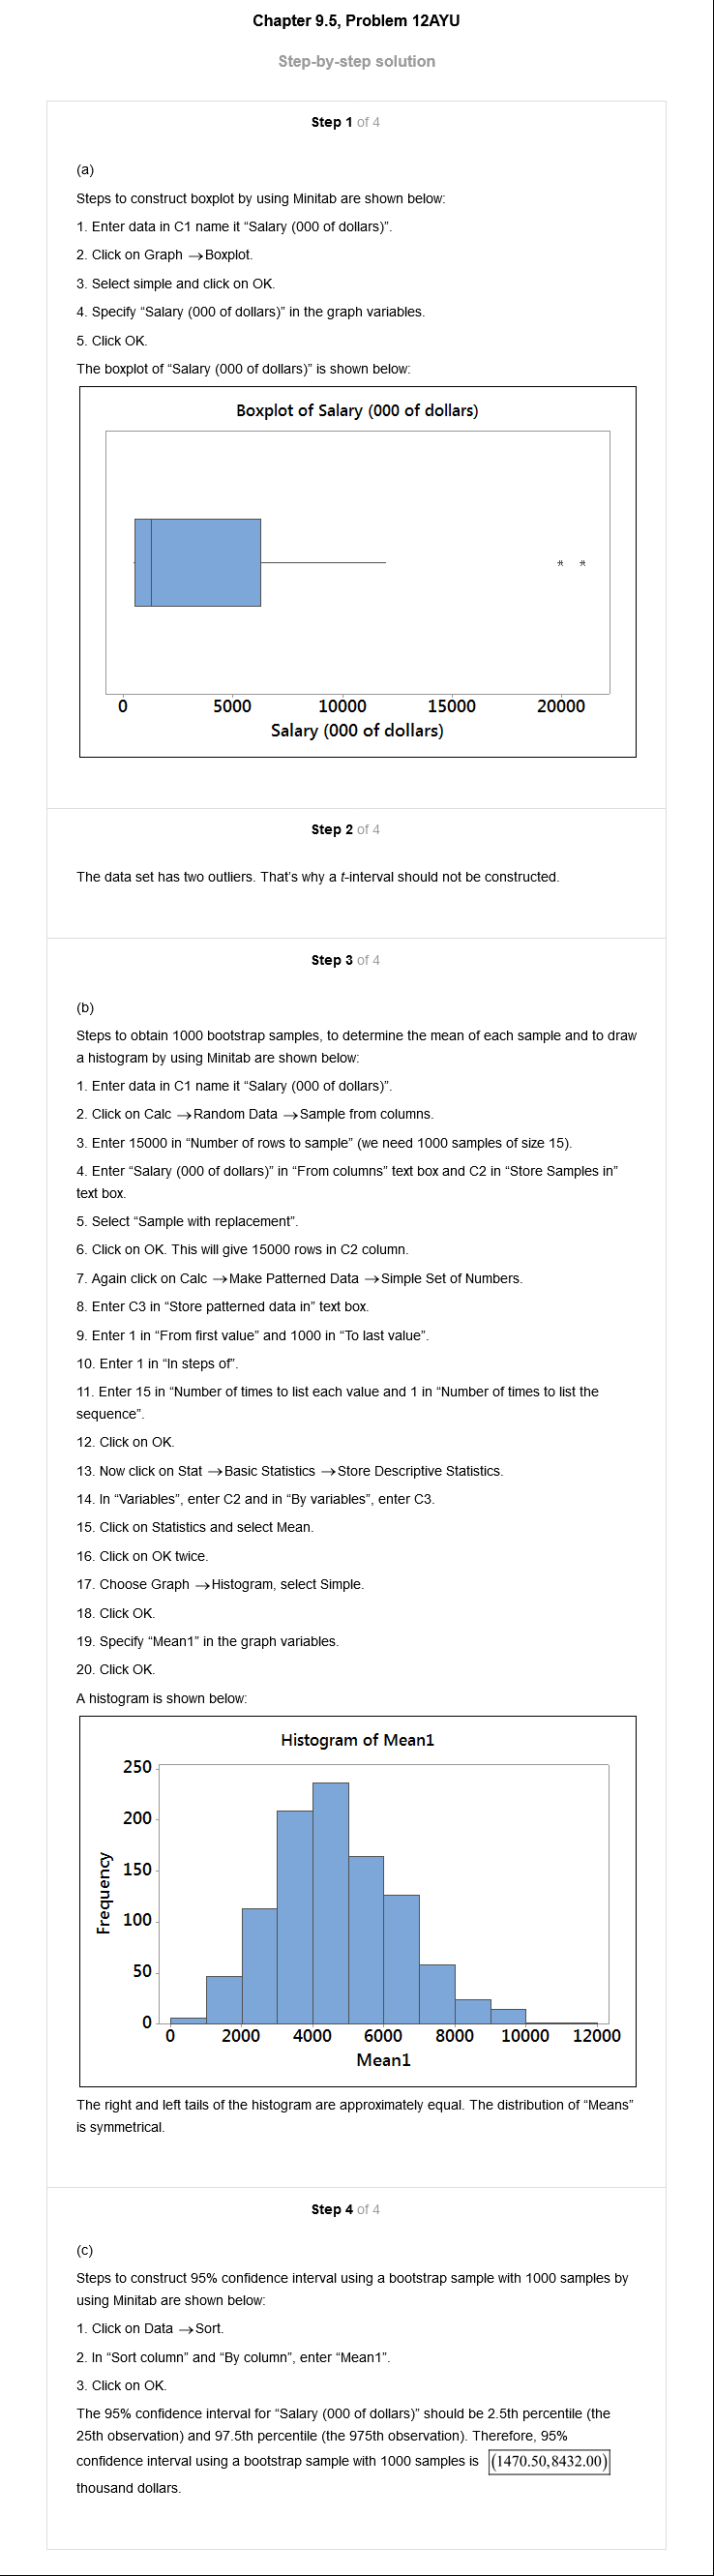 Chapter 9.5, Problem 12AYU
Step-by-step solution
Step 1 of 4
(a)
Steps to construct boxplot by using Minitab are shown below:
1. Enter data in C1 name it “Salary (000 of dollars)”.
2. Click on Graph →Boxplot.
3. Select simple and click on OK.
4. Specify “Salary (000 of dollars)” in the graph variables.
5. Click OK.
The boxplot of “Salary (000 of dollars)” is shown below:
Boxplot of Salary (000 of dollars)
0 5000 10000 15000 20000
Salary (000 of dollars)
Step 2 of 4
The data set has two outliers. That’s why a t-interval should not be constructed.
Step 3 of 4
(b)
Steps to obtain 1000 bootstrap samples, to determine the mean of each sample and to draw
a histogram by using Minitab are shown below:
1. Enter data in C1 name it “Salary (000 of dollars)”.
2. Click on Calc →Random Data →Sample from columns.
3. Enter 15000 in “Number of rows to sample” (we need 1000 samples of size 15).
4. Enter “Salary (000 of dollars)” in “From columns” text box and C2 in “Store Samples in”
text box.
5. Select “Sample with replacement”.
6. Click on OK. This will give 15000 rows in C2 column.
7. Again click on Calc →Make Patterned Data →Simple Set of Numbers.
8. Enter C3 in “Store patterned data in” text box.
9. Enter 1 in “From first value” and 1000 in “To last value”.
10. Enter 1 in “In steps of”.
11. Enter 15 in “Number of times to list each value and 1 in “Number of times to list the
sequence”.
12. Click on OK.
13. Now click on Stat →Basic Statistics →Store Descriptive Statistics.
14. In “Variables”, enter C2 and in “By variables”, enter C3.
15. Click on Statistics and select Mean.
16. Click on OK twice.
17. Choose Graph →Histogram, select Simple.
18. Click OK.
19. Specify “Mean1” in the graph variables.
20. Click OK.
A histogram is shown below:
Histogram of Mean1
250
200
150
100
50
0
Frequency
0 2000 4000 6000 8000 10000 12000
Mean1
The right and left tails of the histogram are approximately equal. The distribution of “Means”
is symmetrical.
Step 4 of 4
(c)
Steps to construct 95% confidence interval using a bootstrap sample with 1000 samples by
using Minitab are shown below:
1. Click on Data →Sort.
2. In “Sort column” and “By column”, enter “Mean1”.
3. Click on OK.
The 95% confidence interval for “Salary (000 of dollars)” should be 2.5th percentile (the
25th observation) and 97.5th percentile (the 975th observation). Therefore, 95%
confidence interval using a bootstrap sample with 1000 samples is (1470.50,8432.00)
thousand dollars.